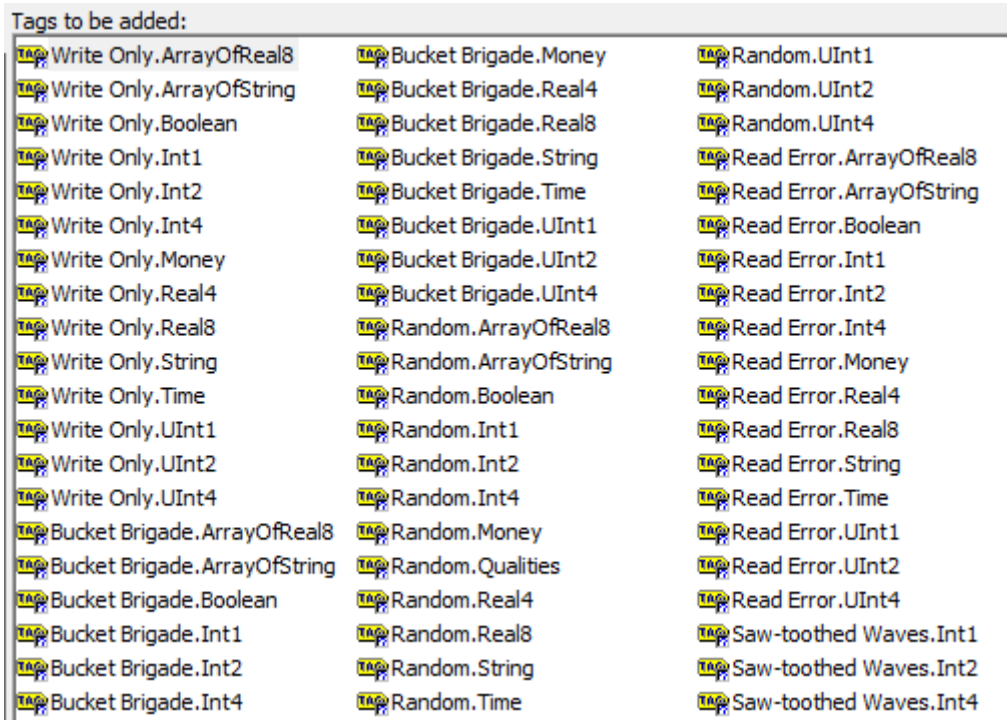 Tags to be added:
Write Only.ArrayOfReal8
Write Only.ArrayOfString
Write Only.Boolean
Write Only.Int1
Write Only.Int2
Write Only.Int4
Write Only.Money
Write Only.Real4
Write Only.Real8
Write Only.String
Write Only.Time
Write Only.UInt1
Write Only.UInt2
Write Only.UInt4
Bucket Brigade.ArrayOfReal8
Bucket Brigade.ArrayOfString
Bucket Brigade.Boolean
Bucket Brigade.Int1
Bucket Brigade.Int2
Bucket Brigade.Int4
Bucket Brigade.Money
Bucket Brigade.Real4
Bucket Brigade.Real8
Bucket Brigade.String
Bucket Brigade.Time
Bucket Brigade.UInt1
Bucket Brigade.UInt2
Bucket Brigade.UInt4
Random.ArrayOfReal8
Random.ArrayOfString
Random.Boolean
Random.Int1
Random.Int2
Random.Int4
Random.Money
Random.Qualities
Random.Real4
Random.Real8
Random.String
Random.Time
Random.UInt1
Random.UInt2
Random.UInt4
Read Error.ArrayOfReal8
Read Error.ArrayOfString
Read Error.Boolean
Read Error.Int1
Read Error.Int2
Read Error.Int4
Read Error.Money
Read Error.Real4
Read Error.Real8
Read Error.String
Read Error.Time
Read Error.UInt1
Read Error.UInt2
Read Error.UInt4
Saw-toothed Waves.Int1
Saw-toothed Waves.Int2
Saw-toothed Waves.Int4